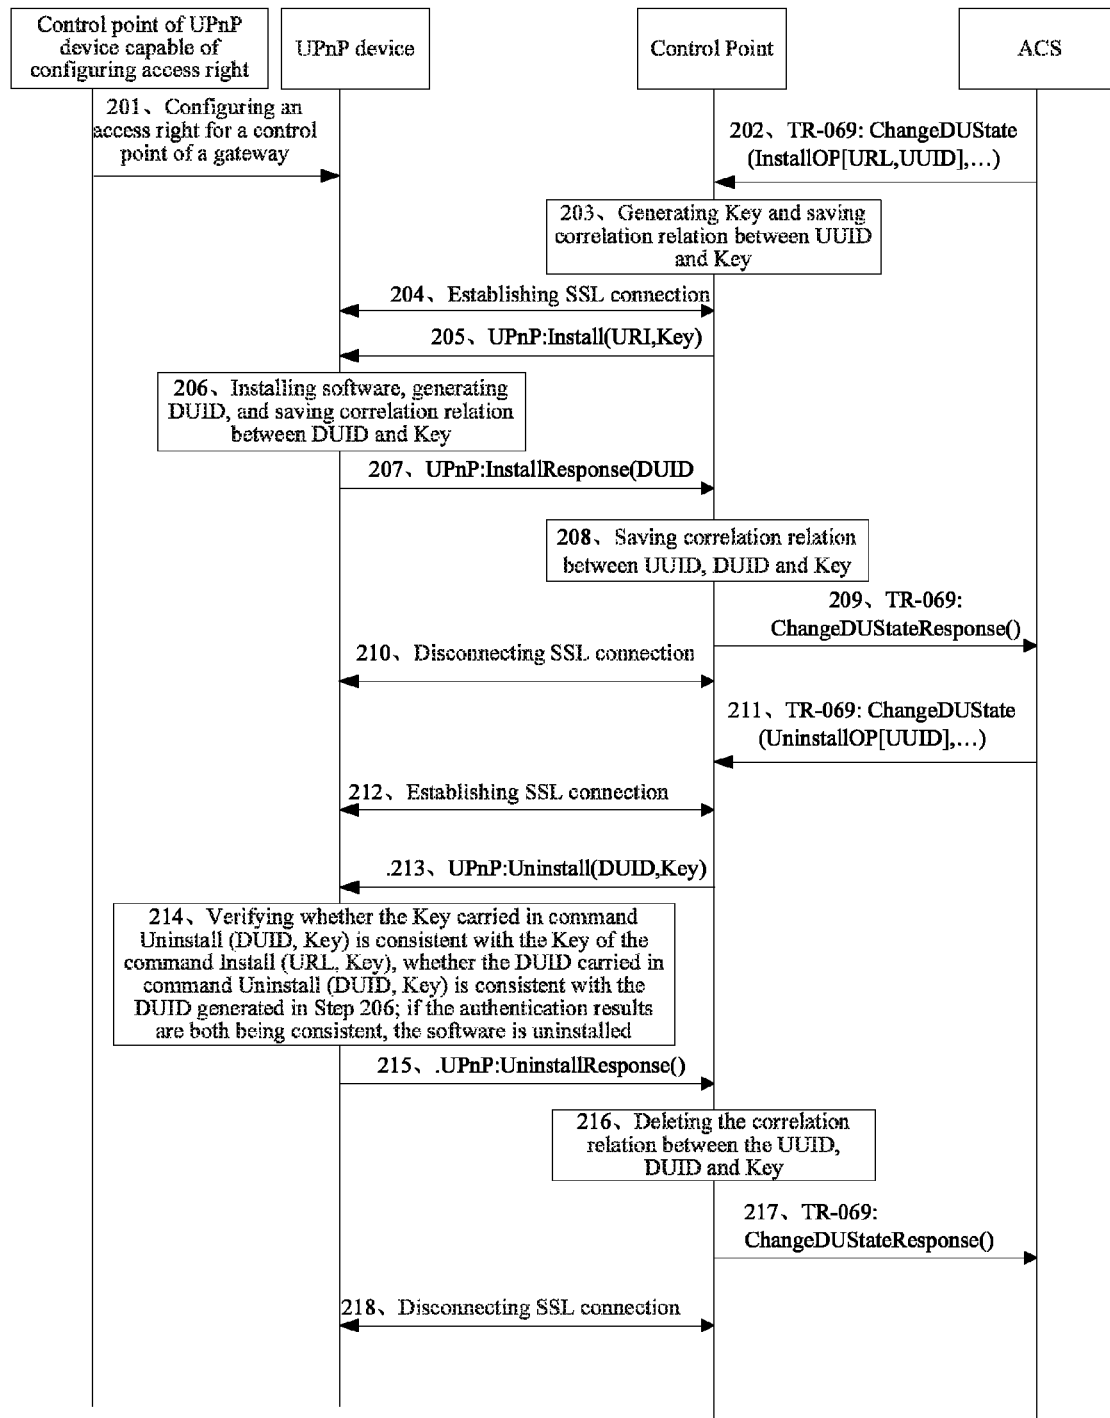 Control point of UPnP
device capable of
configuring access right
UPnP device
Control Point
ACS
201、Configuring an
access right for a control
point of a gateway
202、TR-069: ChangeDUState
(InstallOP[URL,UUID],…)
203、Generating Key and saving
correlation relation between UUID
and Key
204、Establishing SSL connection
205、UPnP:Install(URI,Key)
206、Installing software, generating
DUID, and saving correlation relation
between DUID and Key
207、UPnP:InstallResponse(DUID
208、Saving correlation relation
between UUID, DUID and Key
209、TR-069:
ChangeDUStateResponse()
210、Disconnecting SSL connection
211、TR-069: ChangeDUState
(UninstallOP[UUID],…)
212、Establishing SSL connection
.213、UPnP:Uninstall(DUID,Key)
214、Verifying whether the Key carried in command
Uninstall (DUID, Key) is consistent with the Key of the
command Install (URL, Key), whether the DUID carried in
command Uninstall (DUID, Key) is consistent with the
DUID generated in Step 206; if the authentication results
are both being consistent, the software is uninstalled
215、.UPnP:UninstallResponse()
216、Deleting the correlation
relation between the UUID,
DUID and Key
217、TR-069:
ChangeDUStateResponse()
218、Disconnecting SSL connection